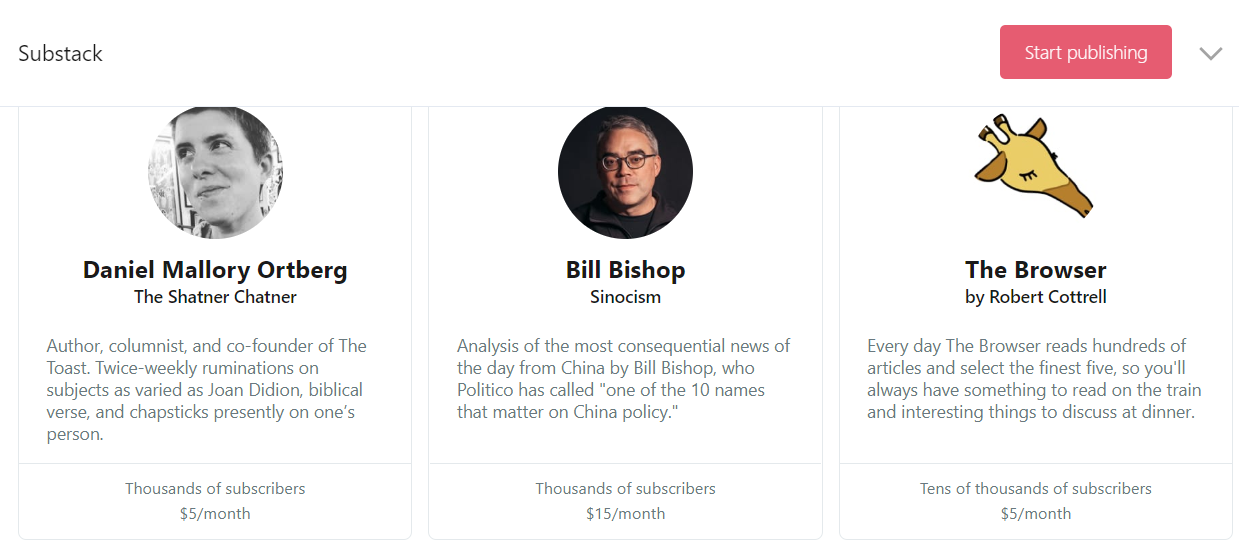 Substack
Start publishing
Daniel Mallory Ortberg
The Shatner Chatner
Author, columnist, and co-founder of The
Toast. Twice-weekly ruminations on
subjects as varied as Joan Didion, biblical
verse, and chapsticks presently on one’s
person.
Thousands of subscribers
$5/month
Bill Bishop
Sinocism
Analysis of the most consequential news of
the day from China by Bill Bishop, who
Politico has called "one of the 10 names
that matter on China policy."
Thousands of subscribers
$15/month
The Browser
by Robert Cottrell
Every day The Browser reads hundreds of
articles and select the finest five, so you'll
always have something to read on the train
and interesting things to discuss at dinner.
Tens of thousands of subscribers
$5/month